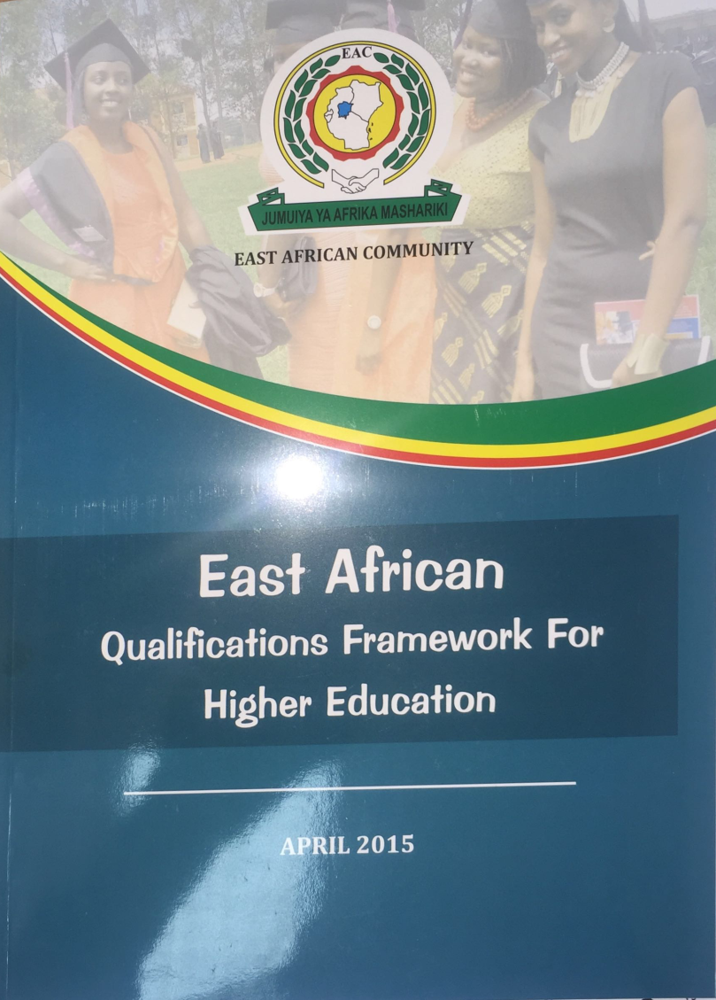 EAC
JUMUIYA YA AFRIKA MASHARIKI
EAST AFRICAN COMMUNITY
East African
Qualifications Framework For
Higher Education
APRIL 2015